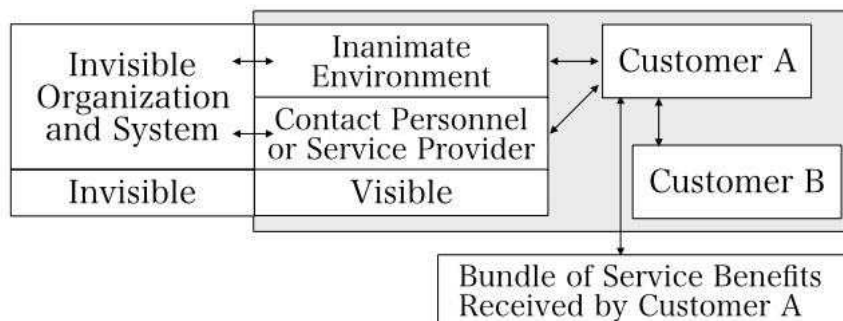 Invisible
Organization
and System
Inanimate
Environment
Contact Personnel
or Service Provider
Invisible
Visible
Customer A
Customer B
Bundle of Service Benefits
Received by Customer A